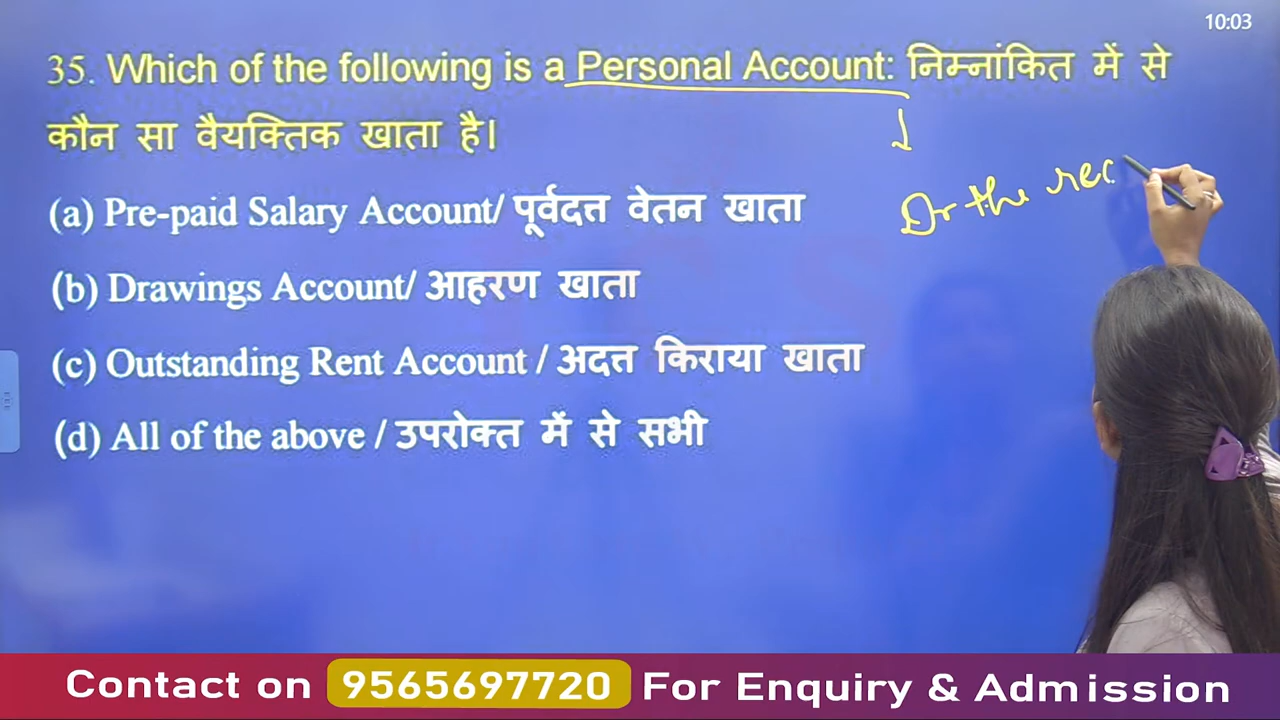 10:03
35. Which of the following is a Personal Account: निम्नांकित में से
कौन सा वैयक्तिक खाता है।
Dr the rec
(a) Pre-paid Salary Account/ पूर्वदत्त वेतन खाता
(b) Drawings Account/ आहरण खाता
(c) Outstanding Rent Account / अदत्त किराया खाता
(d) All of the above / उपरोक्त में से सभी
Contact on 9565697720 For Enquiry & Admission